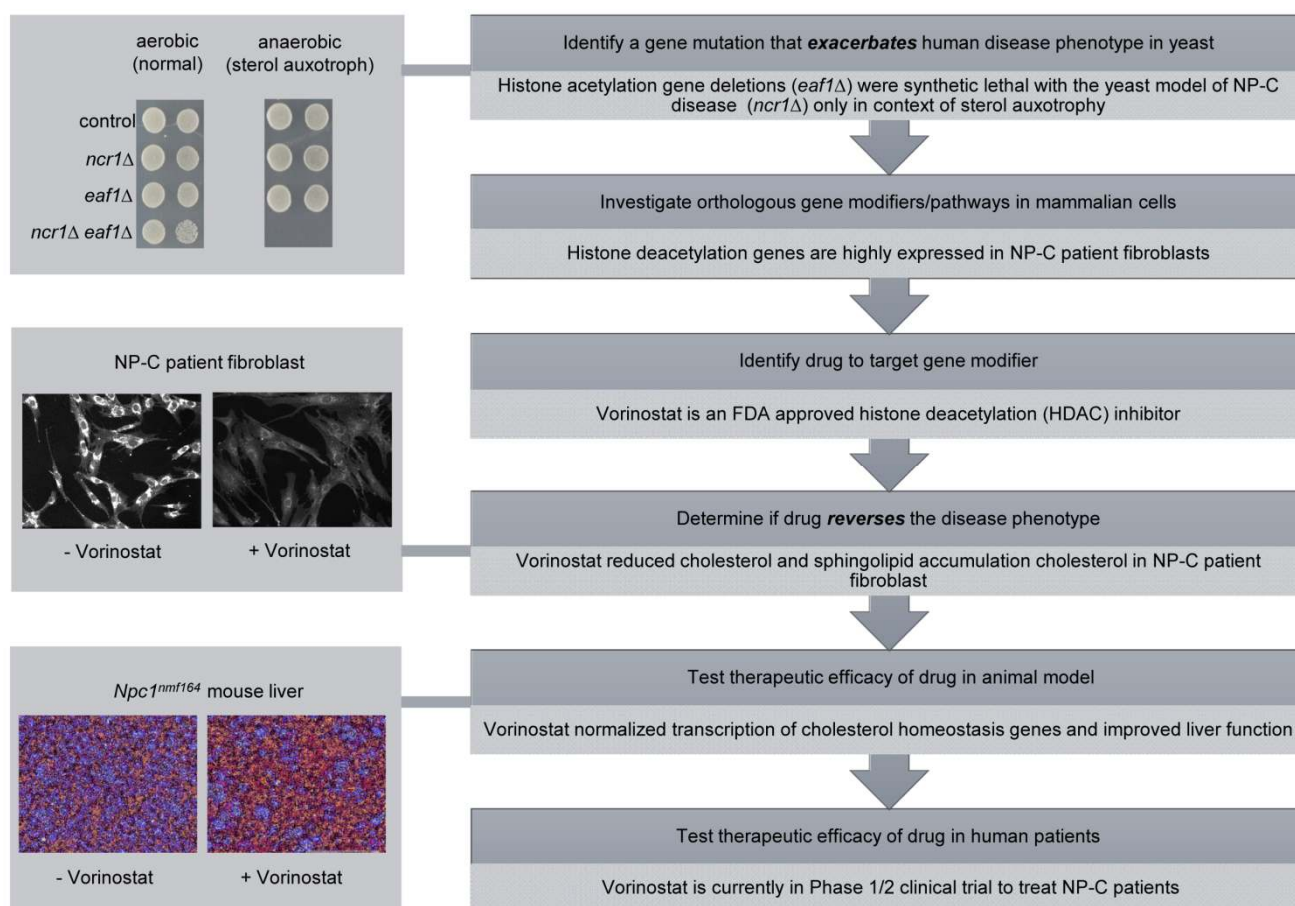 aerobic
(normal)
anaerobic
(sterol auxotroph)
control
ncr1Δ
eaf1Δ
ncr1Δ eaf1Δ
Identify a gene mutation that exacerbates human disease phenotype in yeast
Histone acetylation gene deletions (eaf1Δ) were synthetic lethal with the yeast model of NP-C
disease (ncr1Δ) only in context of sterol auxotrophy
Investigate orthologous gene modifiers/pathways in mammalian cells
Histone deacetylation genes are highly expressed in NP-C patient fibroblasts
Identify drug to target gene modifier
Vorinostat is an FDA approved histone deacetylation (HDAC) inhibitor
NP-C patient fibroblast
- Vorinostat
+ Vorinostat
Determine if drug reverses the disease phenotype
Vorinostat reduced cholesterol and sphingolipid accumulation cholesterol in NP-C patient
fibroblast
Npc1nmf164 mouse liver
- Vorinostat
+ Vorinostat
Test therapeutic efficacy of drug in animal model
Vorinostat normalized transcription of cholesterol homeostasis genes and improved liver function
Test therapeutic efficacy of drug in human patients
Vorinostat is currently in Phase 1/2 clinical trial to treat NP-C patients